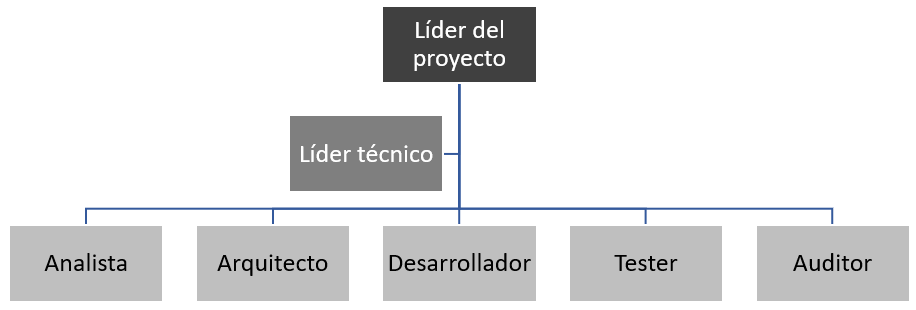 Líder del
proyecto
Líder técnico
Analista
Arquitecto
Desarrollador
Tester
Auditor